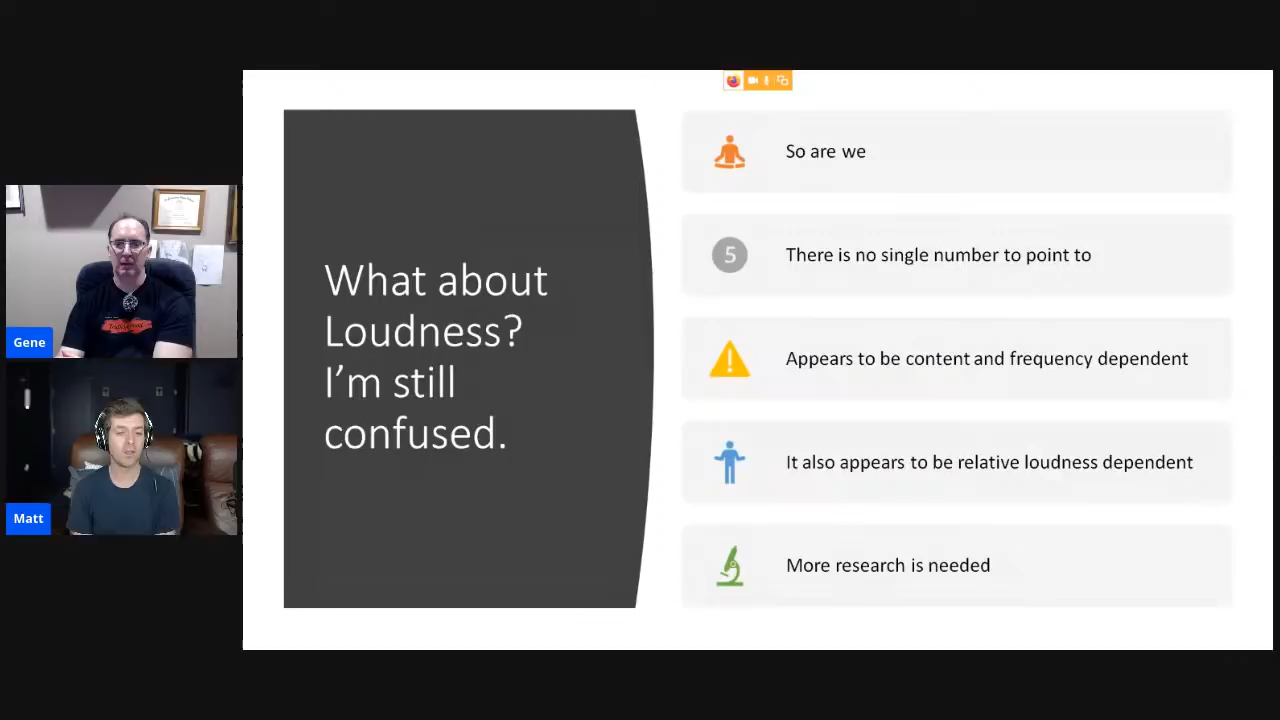 What about
Loudness?
I'm still
confused.
So are we
5
There is no single number to point to
Appears to be content and frequency dependent
It also appears to be relative loudness dependent
More research is needed
Gene
Matt